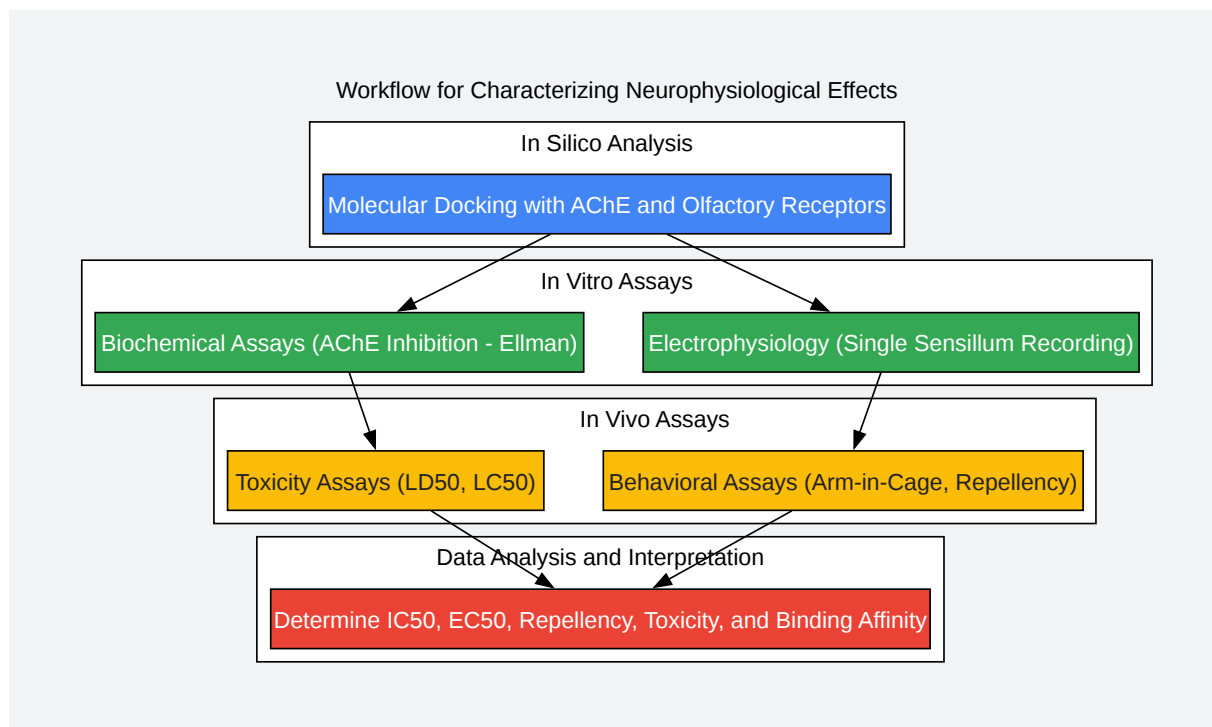 Workflow for Characterizing Neurophysiological Effects
In Silico Analysis
Molecular Docking with AChE and Olfactory Receptors
In Vitro Assays
Biochemical Assays (AChE Inhibition - Ellman)
Electrophysiology (Single Sensillum Recording)
In Vivo Assays
Toxicity Assays (LD50, LC50)
Behavioral Assays (Arm-in-Cage, Repellency)
Data Analysis and Interpretation
Determine IC50, EC50, Repellency, Toxicity, and Binding Affinity